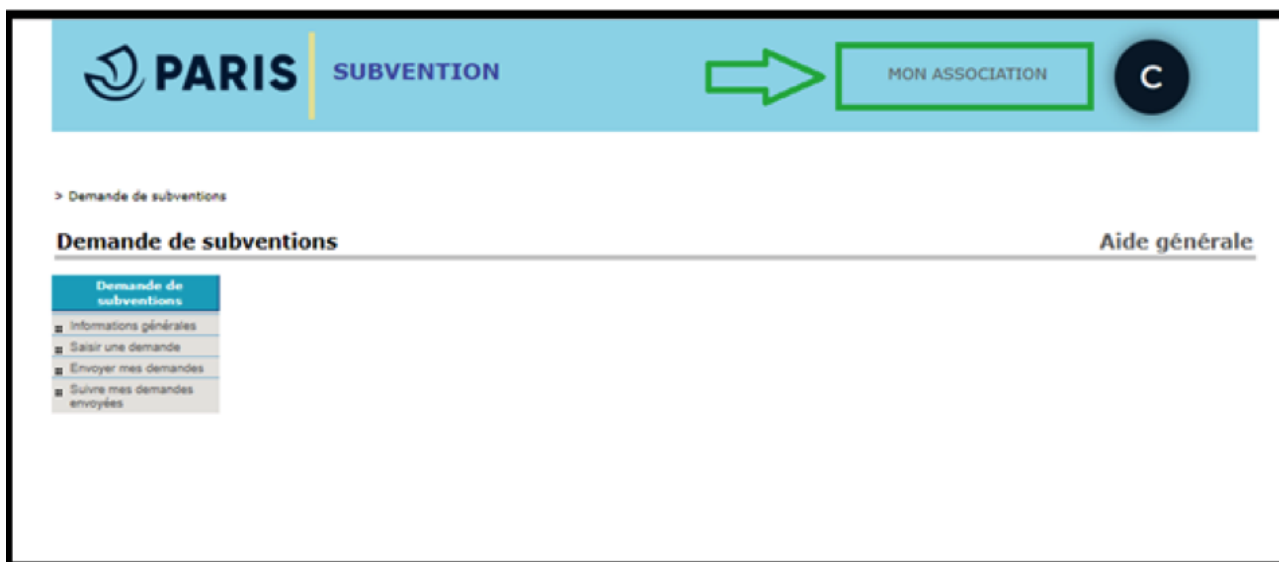 PARIS
SUBVENTION
MON ASSOCIATION
C
> Demande de subventions
Demande de subventions
Aide générale
Demande de
subventions
Informations générales
Saisir une demande
Envoyer mes demandes
Suivre mes demandes
envoyées